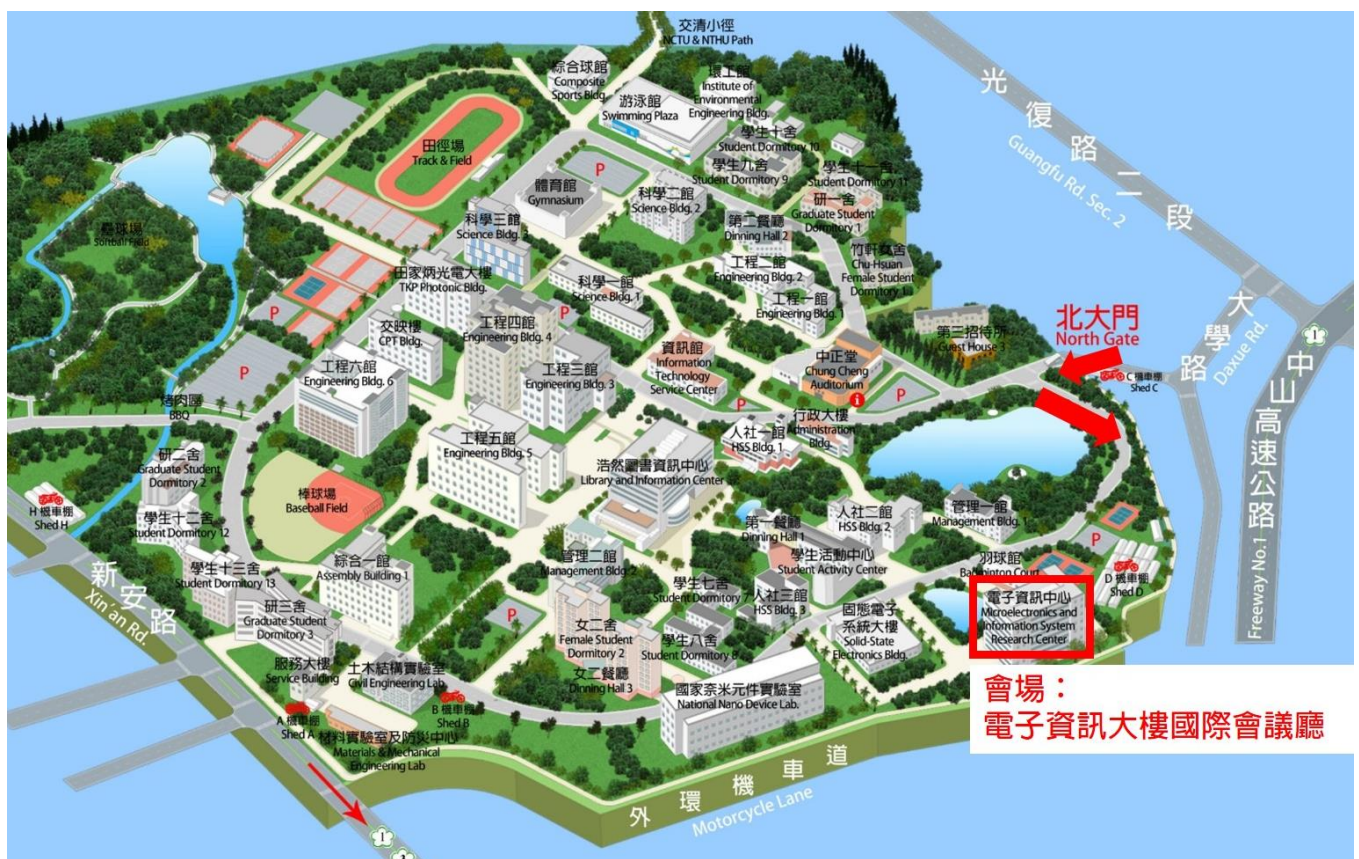 交清小徑
NCTU & NTHU Path
綜合球館
Composite
Sports Bldg.
環工館
Institute of
Environmental
Engineering Bldg.
游泳館
Swimming Plaza
光復路二段
Guangfu Rd. Sec. 2
田徑場
Track & Field
學生十舍
Student Dormitory 10
學生九舍
Student Dormitory 9
學生十一舍
Student Dormitory 11
P
體育館
Gymnasium
科學二館
Science Bldg. 2
研一舍
Graduate Student
Dormitory 1
科學三館
Science Bldg. 3
第二餐廳
Dinning Hall 2
壘球場
Softball Field
竹軒女舍
Chu-Hsuan
Female Student
Dormitory 1
田家炳光電大樓
TKP Photonic Bldg.
科學一館
Science Bldg. 1
工程二館
Engineering Bldg. 2
工程一館
Engineering Bldg. 1
P
P
大學路
Daxue Rd.
北大門
North Gate
1
中山高速公路
Freeway No.1
交映樓
CPT Bldg.
工程四館
Engineering Bldg. 4
第三招待所
Guest House 3
資訊館
Information
Technology
Service Center
中正堂
Chung Cheng
Auditorium
i
P
C 機車棚
Shed C
工程六館
Engineering Bldg. 6
工程三館
Engineering Bldg. 3
P
P
烤肉區
BBQ
行政大樓
Administration
Bldg.
人社一館
HSS Bldg. 1
工程五館
Engineering Bldg. 5
研二舍
Graduate Student
Dormitory 2
浩然圖書資訊中心
Library and Information Center
棒球場
Baseball Field
H 機車棚
Shed H
學生十二舍
Student Dormitory 12
第一餐廳
Dinning Hall 1
人社二館
HSS Bldg. 2
管理一館
Management Bldg. 1
P
綜合一館
Assembly Building 1
管理二館
Management Bldg. 2
學生活動中心
Student Activity Center
羽球館
Badminton Court
D 機車棚
Shed D
新安路
Xin'an Rd.
學生十三舍
Student Dormitory 13
學生七舍
Student Dormitory 7
人社三館
HSS Bldg. 3
電子資訊中心
Microelectronics and
Information System
Research Center
研三舍
Graduate Student
Dormitory 3
P
女二舍
Female Student
Dormitory 2
學生八舍
Student Dormitory 8
固態電子
系統大樓
Solid-State
Electronics Bldg.
服務大樓
Service Building
土木結構實驗室
Civil Engineering Lab.
女二餐廳
Dinning Hall 3
國家奈米元件實驗室
National Nano Device Lab.
會場：
電子資訊大樓國際會議廳
A 機車棚
Shed A
B 機車棚
Shed B
材料實驗室及防災中心
Materials & Mechanical
Engineering Lab
外環機車道
Motorcycle Lane
1